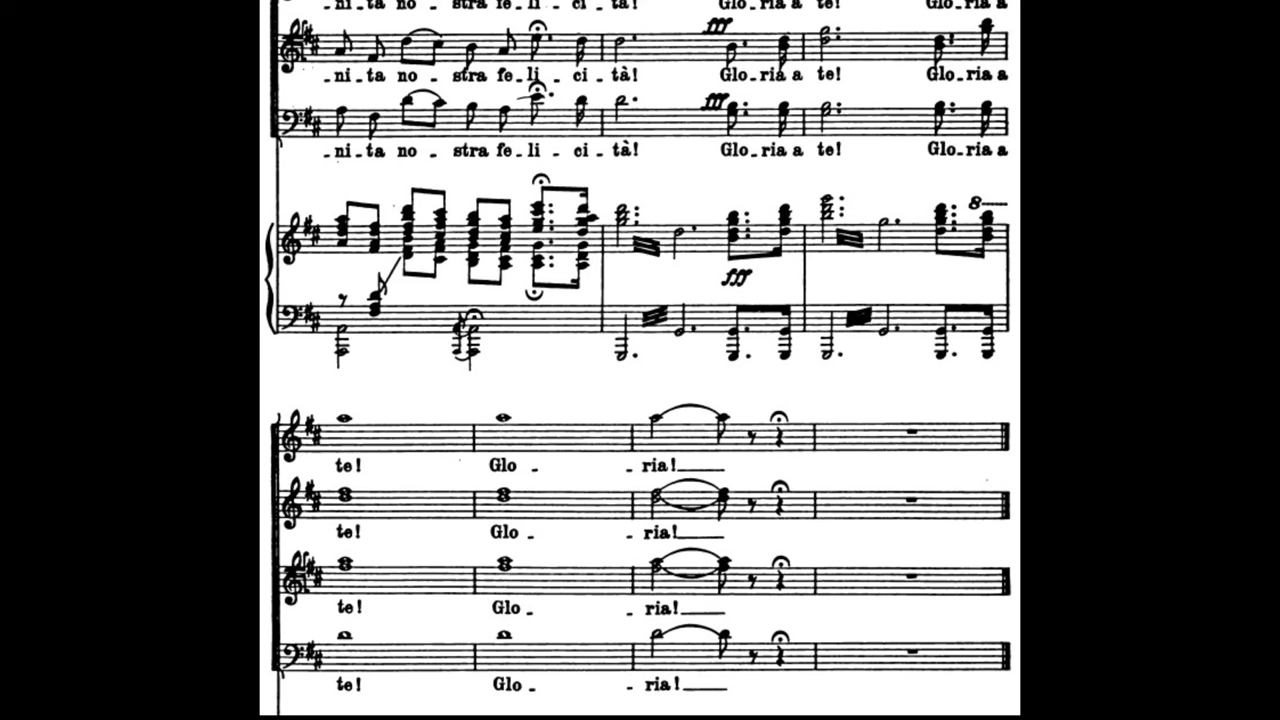 -ni-ta no - stra fe-li - ci - tà! Glo-ria a te! Glo-ria a
fff
-ni-ta no - stra fe-li - ci - tà! Glo-ria a te! Glo-ria a
fff
-ni-ta no - stra fe-li - ci - tà! Glo-ria a te! Glo-ria a
8
fff
te! Glo - - ria!
te! Glo - - ria!
te! Glo - - ria!
te! Glo - - ria!